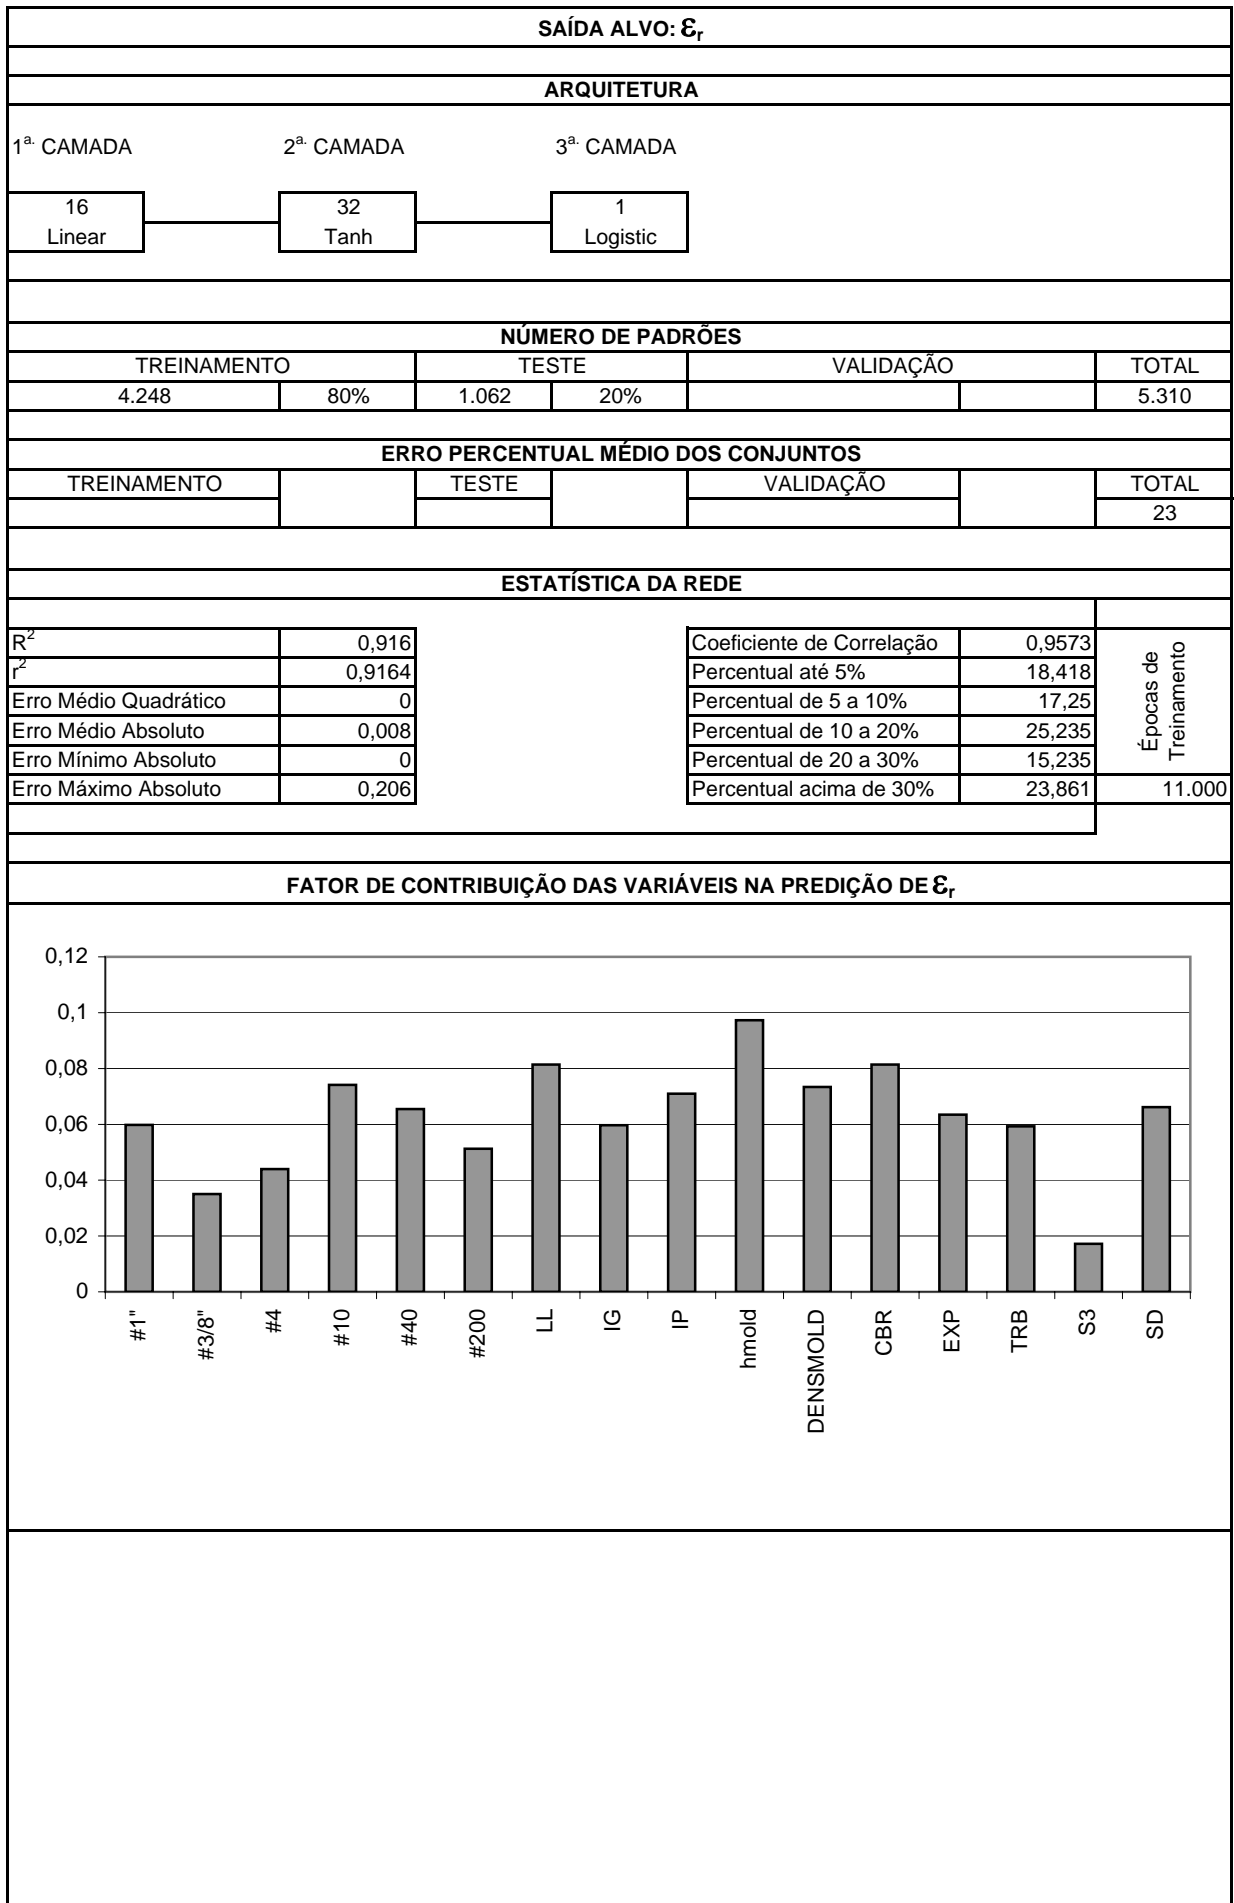 SAÍDA ALVO: εr
ARQUITETURA
1a. CAMADA 2a. CAMADA 3a. CAMADA
16 32 1
Linear Tanh Logistic
NÚMERO DE PADRÕES
TREINAMENTO TESTE VALIDAÇÃO TOTAL
4.248 80% 1.062 20% 5.310
ERRO PERCENTUAL MÉDIO DOS CONJUNTOS
TREINAMENTO TESTE VALIDAÇÃO TOTAL
23
ESTATÍSTICA DA REDE
R2 0,916 Coeficiente de Correlação 0,9573
r2 0,9164 Percentual até 5% 18,418
Erro Médio Quadrático 0 Percentual de 5 a 10% 17,25
Erro Médio Absoluto 0,008 Percentual de 10 a 20% 25,235
Erro Mínimo Absoluto 0 Percentual de 20 a 30% 15,235
Épocas de
Treinamento
Erro Máximo Absoluto 0,206 Percentual acima de 30% 23,861 11.000
FATOR DE CONTRIBUIÇÃO DAS VARIÁVEIS NA PREDIÇÃO DE εr
0,12
0,1
0,08
0,06
0,04
0,02
0
#1" #3/8" #4 #10 #40 #200 LL IG IP hmold DENSMOLD CBR EXP TRB S3 SD